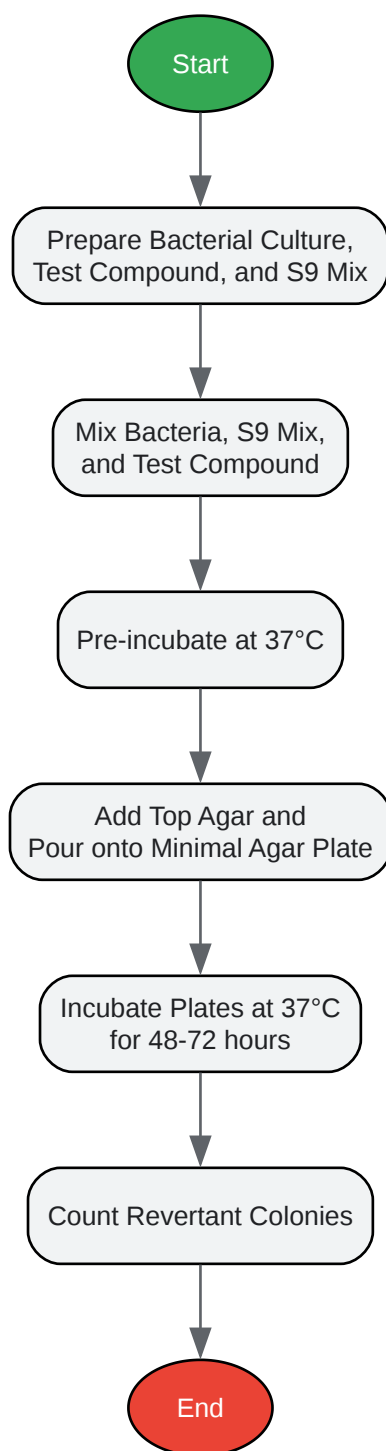 Start
Prepare Bacterial Culture,
Test Compound, and S9 Mix
Mix Bacteria, S9 Mix,
and Test Compound
Pre-incubate at 37°C
Add Top Agar and
Pour onto Minimal Agar Plate
Incubate Plates at 37°C
for 48-72 hours
Count Revertant Colonies
End